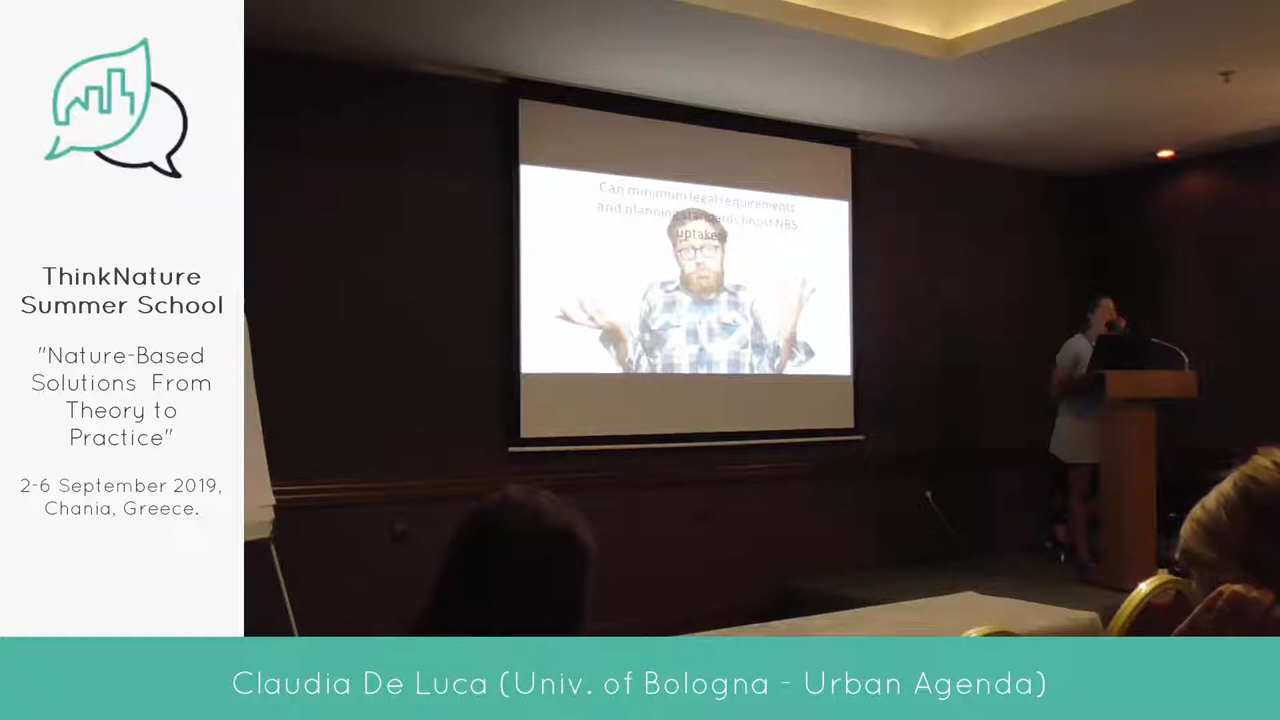 ThinkNature
Summer School
"Nature-Based
Solutions From
Theory to
Practice"
2-6 September 2019,
Chania, Greece.
Can minimum legal requirements
and planning standards boost NBS
uptake
Claudia De Luca (Univ. of Bologna - Urban Agenda)